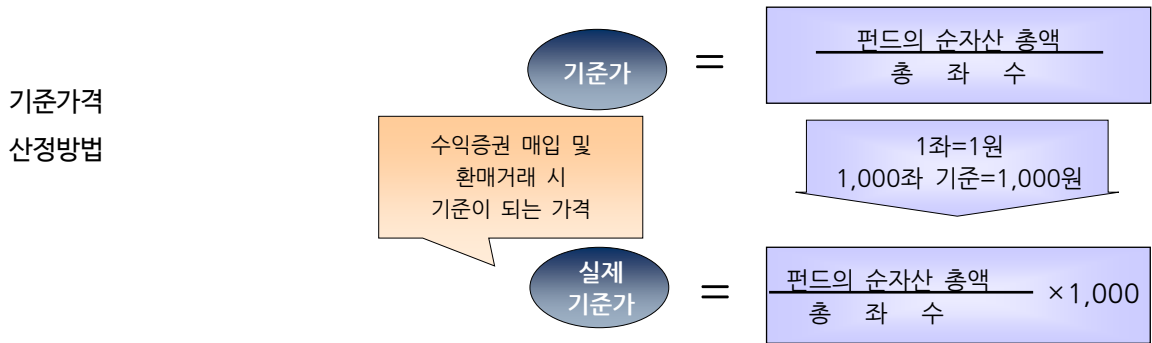 기준가격
산정방법
기준가
=
펀드의 순자산 총액
총 좌 수
수익증권 매입 및
환매거래 시
기준이 되는 가격
1좌=1원
1,000좌 기준=1,000원
실제
기준가
=
펀드의 순자산 총액
총 좌 수
×1,000